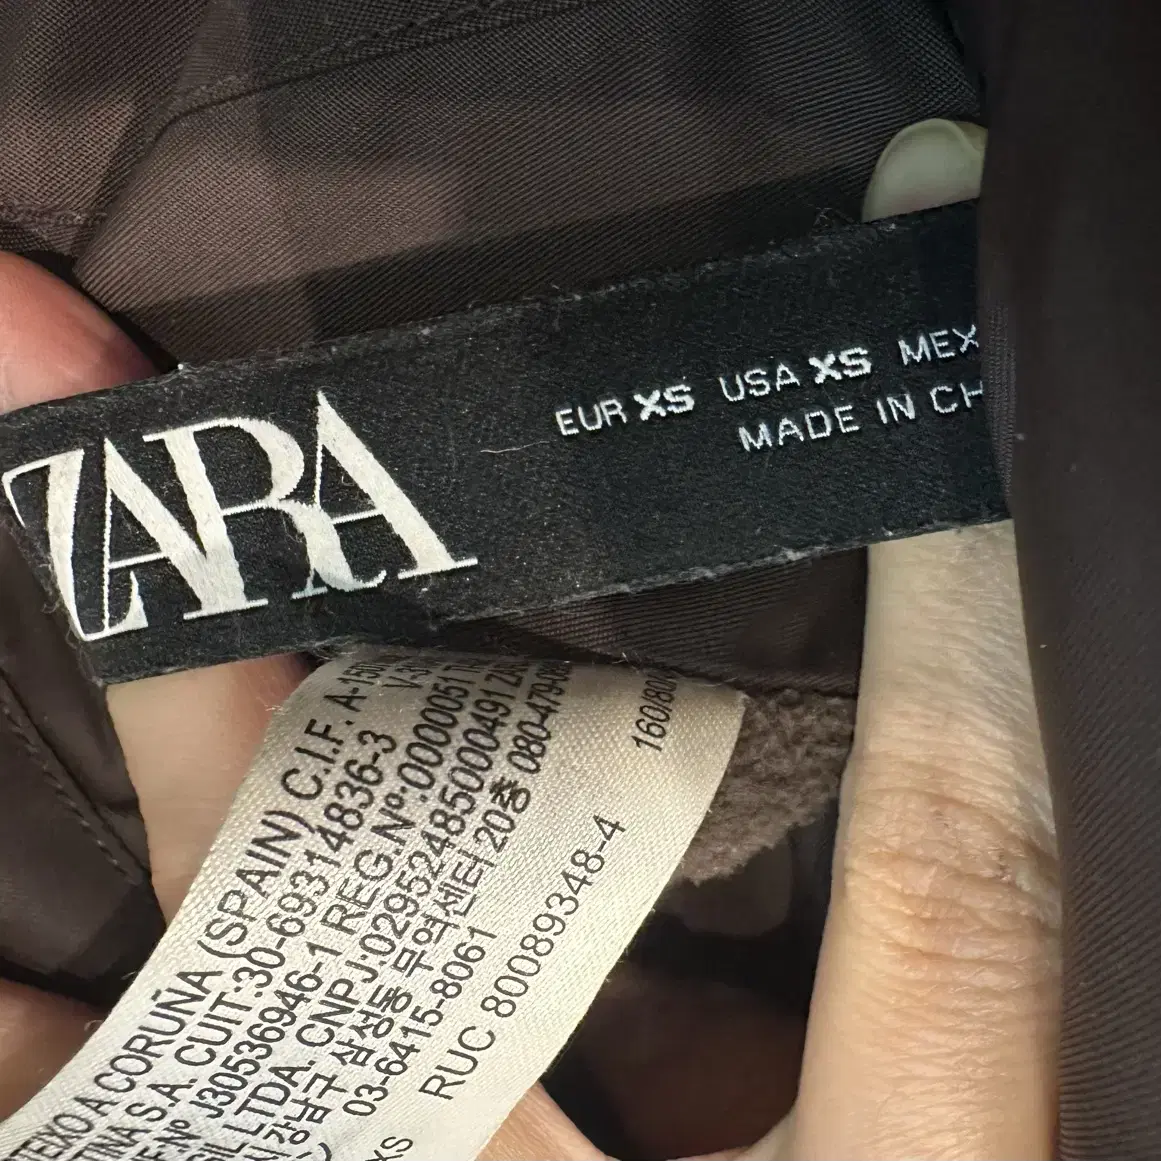 ZARA
EUR XS USA XS MEX
MADE IN CH
A CORUÑA (SPAIN) C.I.F. A-15
S.A. CUIT:30-69314836-3
J30536946-1 REG.Nº:0000051
LTDA. CNPJ:02952485000491
강남구 삼성동 무역센터 20층 080-479-08
03-6415-8061
RUC 80089348-4
160/80
XS